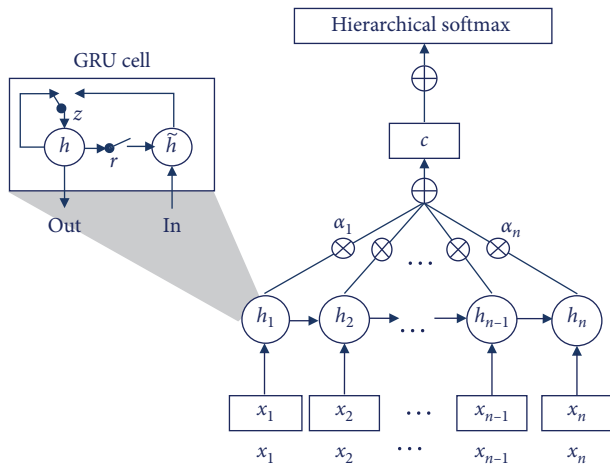 Hierarchical softmax
GRU cell
z
h r h̃
Out In
c
α₁ αₙ
...
h₁ h₂ ... hₙ₋₁ hₙ
x₁ x₂ ... xₙ₋₁ xₙ
x₁ x₂ ... xₙ₋₁ xₙ